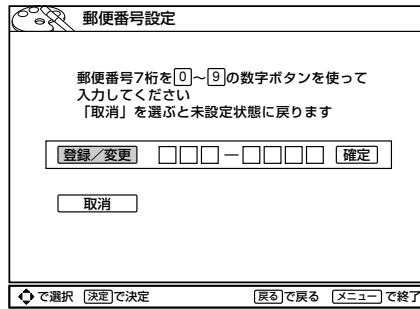 郵便番号設定
郵便番号7桁を0～9の数字ボタンを使って
入力してください
「取消」を選ぶと未設定状態に戻ります
登録／変更 □□□－□□□□ 確定
取消
で選択 決定で決定 戻るで戻る メニューで終了